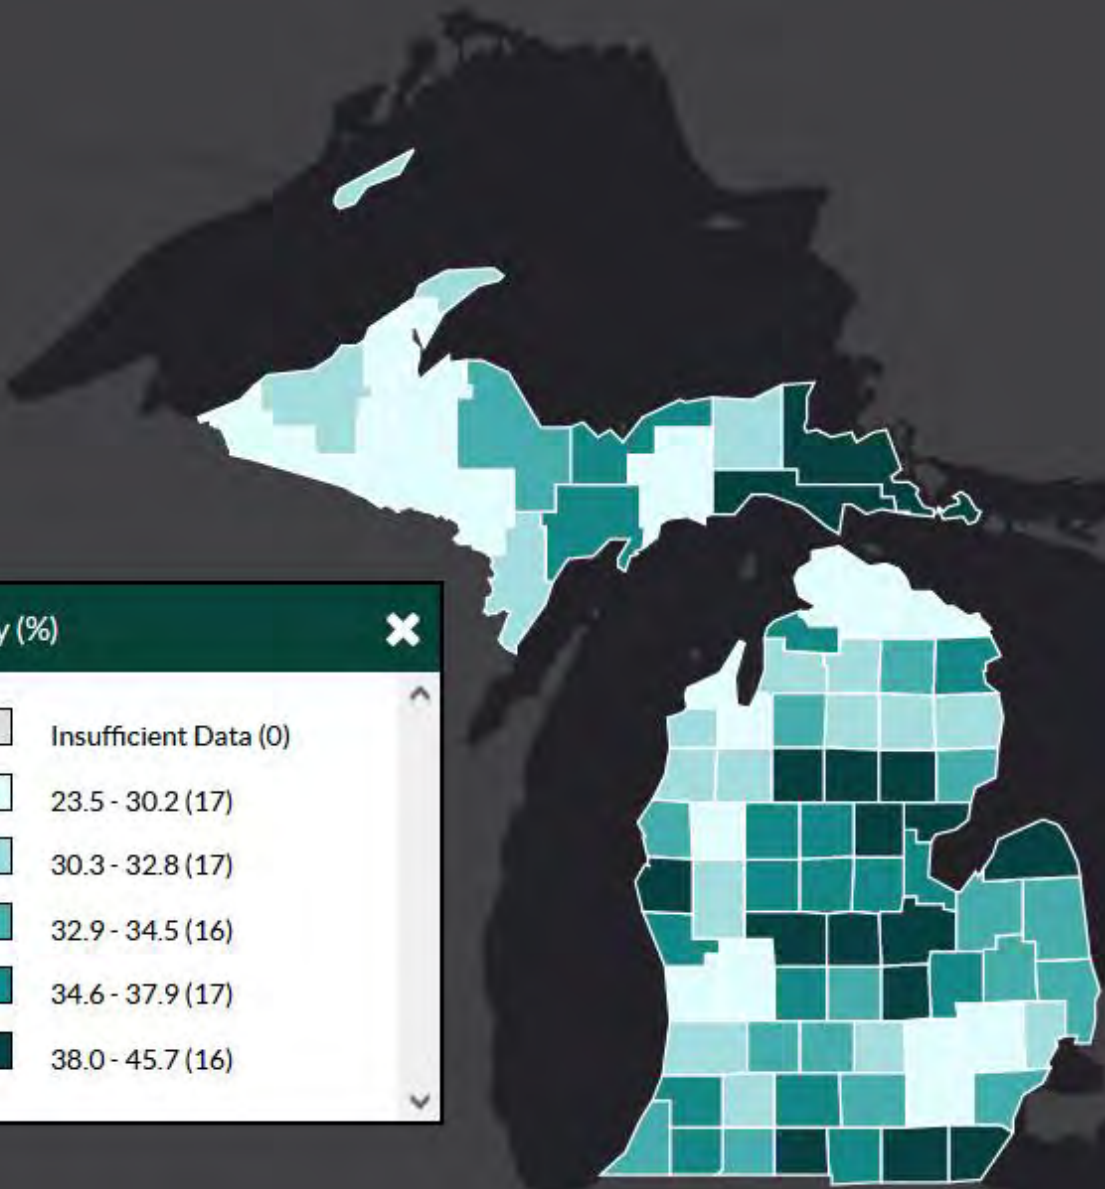 y (%)
Insufficient Data (0)
23.5 - 30.2 (17)
30.3 - 32.8 (17)
32.9 - 34.5 (16)
34.6 - 37.9 (17)
38.0 - 45.7 (16)